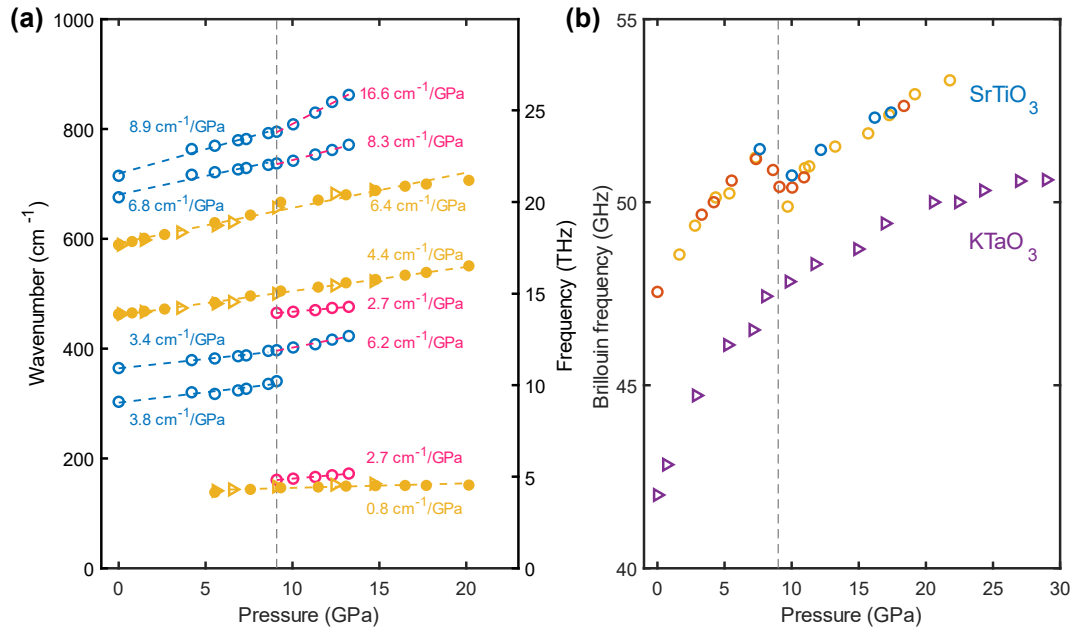 (a)
1000
800
600
400
200
0
Wavenumber (cm⁻¹)
8.9 cm⁻¹/GPa
16.6 cm⁻¹/GPa
8.3 cm⁻¹/GPa
6.8 cm⁻¹/GPa
6.4 cm⁻¹/GPa
4.4 cm⁻¹/GPa
2.7 cm⁻¹/GPa
3.4 cm⁻¹/GPa
6.2 cm⁻¹/GPa
3.8 cm⁻¹/GPa
2.7 cm⁻¹/GPa
0.8 cm⁻¹/GPa
25
20
15
10
5
0
Frequency (THz)
0 5 10 15 20
Pressure (GPa)
(b)
55
50
45
40
Brillouin frequency (GHz)
SrTiO₃
KTaO₃
0 5 10 15 20 25 30
Pressure (GPa)